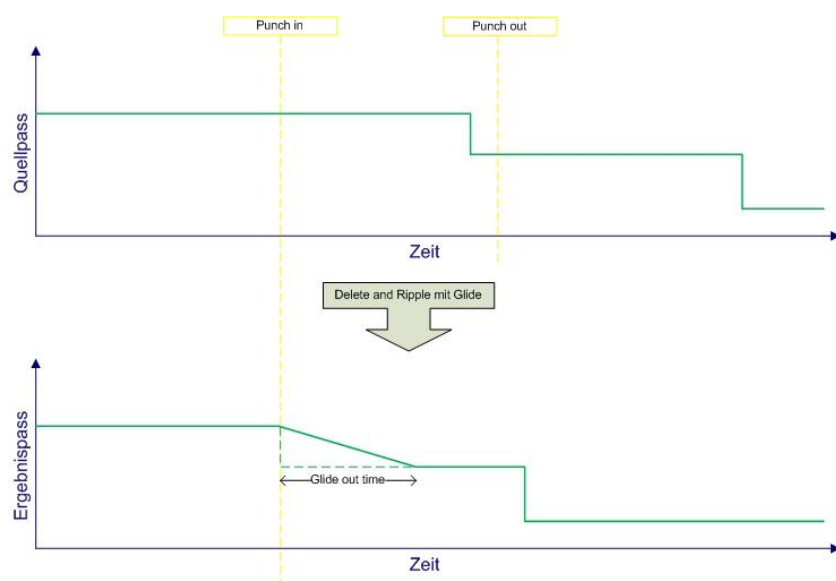 Punch in
Punch out
Quellpass
Zeit
Delete and Ripple mit Glide
Ergebnispass
Glide out time
Zeit